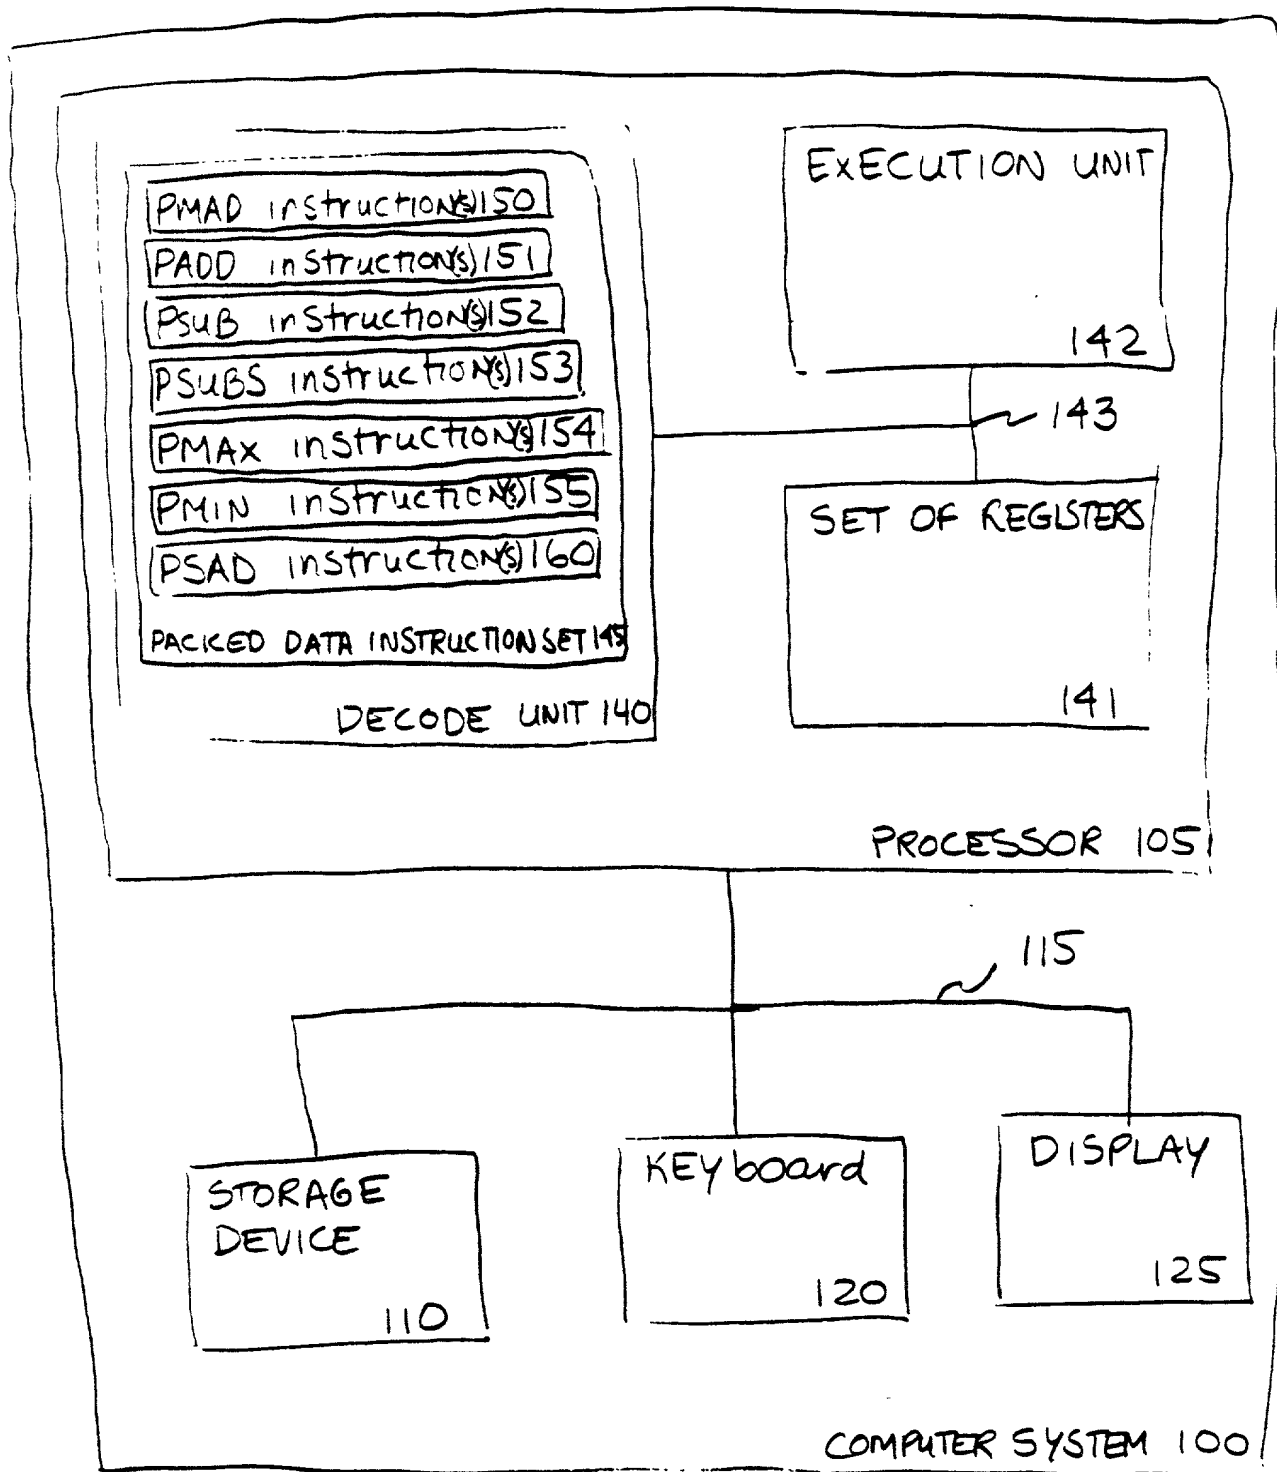 PMAD instruction(s) 150
PADD instruction(s) 151
PSUB instruction(s) 152
PSUBS instruction(s) 153
PMAX instruction(s) 154
PMIN instruction(s) 155
PSAD instruction(s) 160
PACKED DATA INSTRUCTION SET 145
DECODE UNIT 140
EXECUTION UNIT
142
143
SET OF REGISTERS
141
PROCESSOR 105
115
STORAGE
DEVICE
110
KEYboard
120
DISPLAY
125
COMPUTER SYSTEM 100